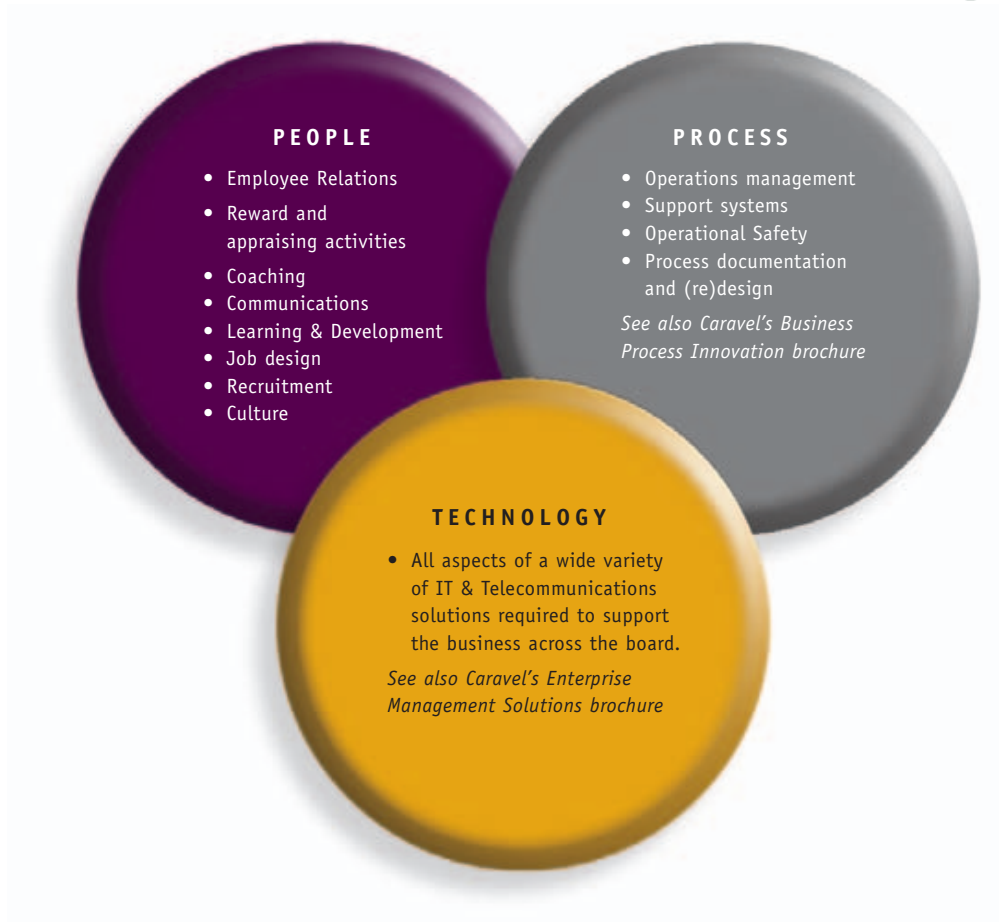 PEOPLE
• Employee Relations
• Reward and
appraising activities
• Coaching
• Communications
• Learning & Development
• Job design
• Recruitment
• Culture
PROCESS
• Operations management
• Support systems
• Operational Safety
• Process documentation
and (re)design
See also Caravel’s Business
Process Innovation brochure
TECHNOLOGY
• All aspects of a wide variety
of IT & Telecommunications
solutions required to support
the business across the board.
See also Caravel’s Enterprise
Management Solutions brochure